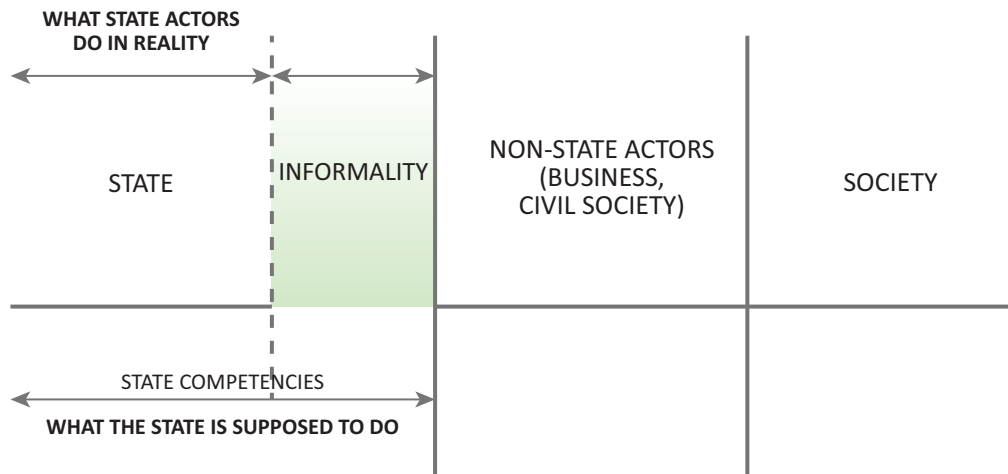 WHAT STATE ACTORS
DO IN REALITY
STATE
INFORMALITY
NON-STATE ACTORS
(BUSINESS,
CIVIL SOCIETY)
SOCIETY
STATE COMPETENCIES
WHAT THE STATE IS SUPPOSED TO DO